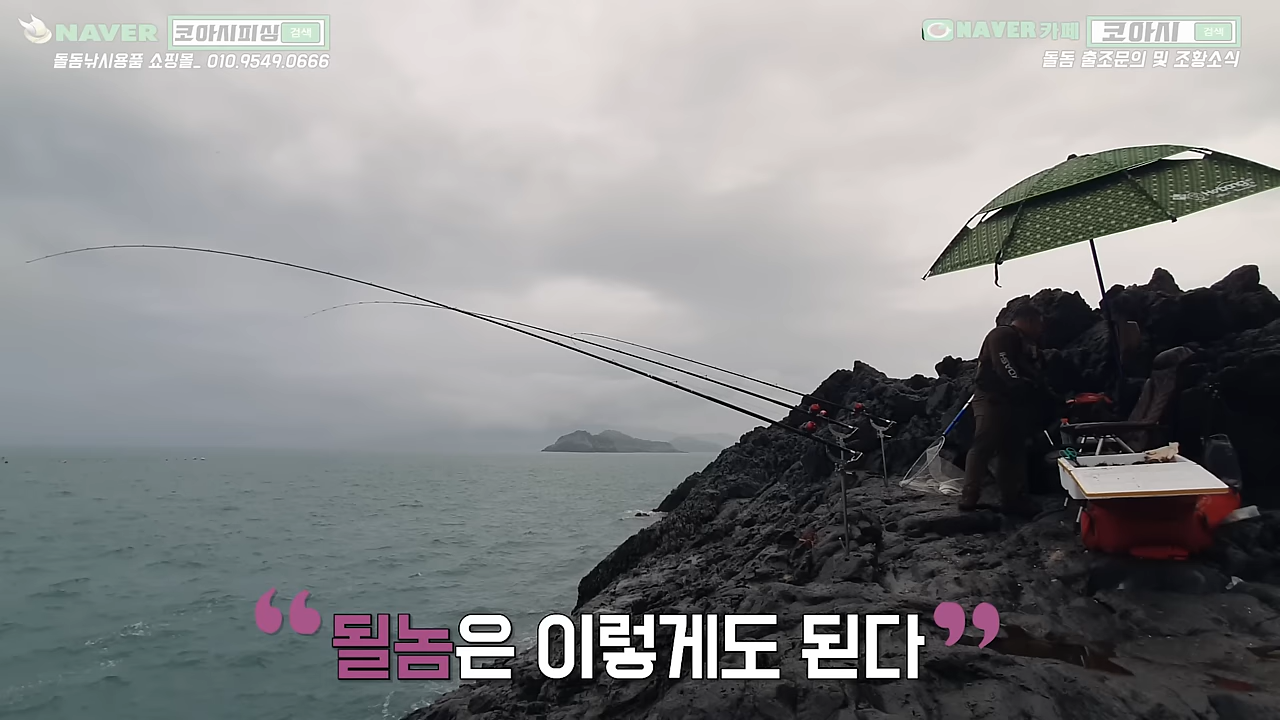 NAVER 코아시피싱 검색
돌돔낚시용품 쇼핑몰_ 010.9549.0666
NAVER 카페 코아시 검색
돌돔 출조문의 및 조황소식
“될놈은 이렇게도 된다”